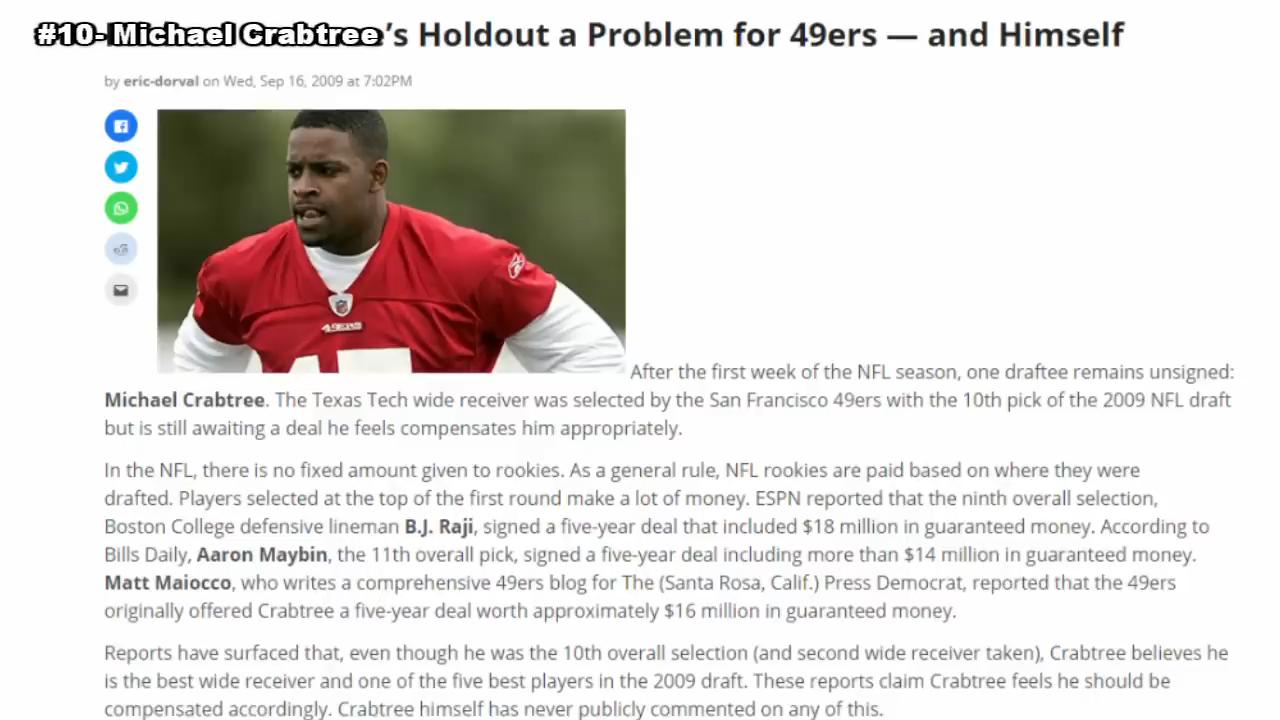 #10- Michael Crabtree's Holdout a Problem for 49ers — and Himself
by eric-dorval on Wed, Sep 16, 2009 at 7:02PM
49ERS
After the first week of the NFL season, one draftee remains unsigned:
Michael Crabtree. The Texas Tech wide receiver was selected by the San Francisco 49ers with the 10th pick of the 2009 NFL draft
but is still awaiting a deal he feels compensates him appropriately.
In the NFL, there is no fixed amount given to rookies. As a general rule, NFL rookies are paid based on where they were
drafted. Players selected at the top of the first round make a lot of money. ESPN reported that the ninth overall selection,
Boston College defensive lineman B.J. Raji, signed a five-year deal that included $18 million in guaranteed money. According to
Bills Daily, Aaron Maybin, the 11th overall pick, signed a five-year deal including more than $14 million in guaranteed money.
Matt Maiocco, who writes a comprehensive 49ers blog for The (Santa Rosa, Calif.) Press Democrat, reported that the 49ers
originally offered Crabtree a five-year deal worth approximately $16 million in guaranteed money.
Reports have surfaced that, even though he was the 10th overall selection (and second wide receiver taken), Crabtree believes he
is the best wide receiver and one of the five best players in the 2009 draft. These reports claim Crabtree feels he should be
compensated accordingly. Crabtree himself has never publicly commented on any of this.